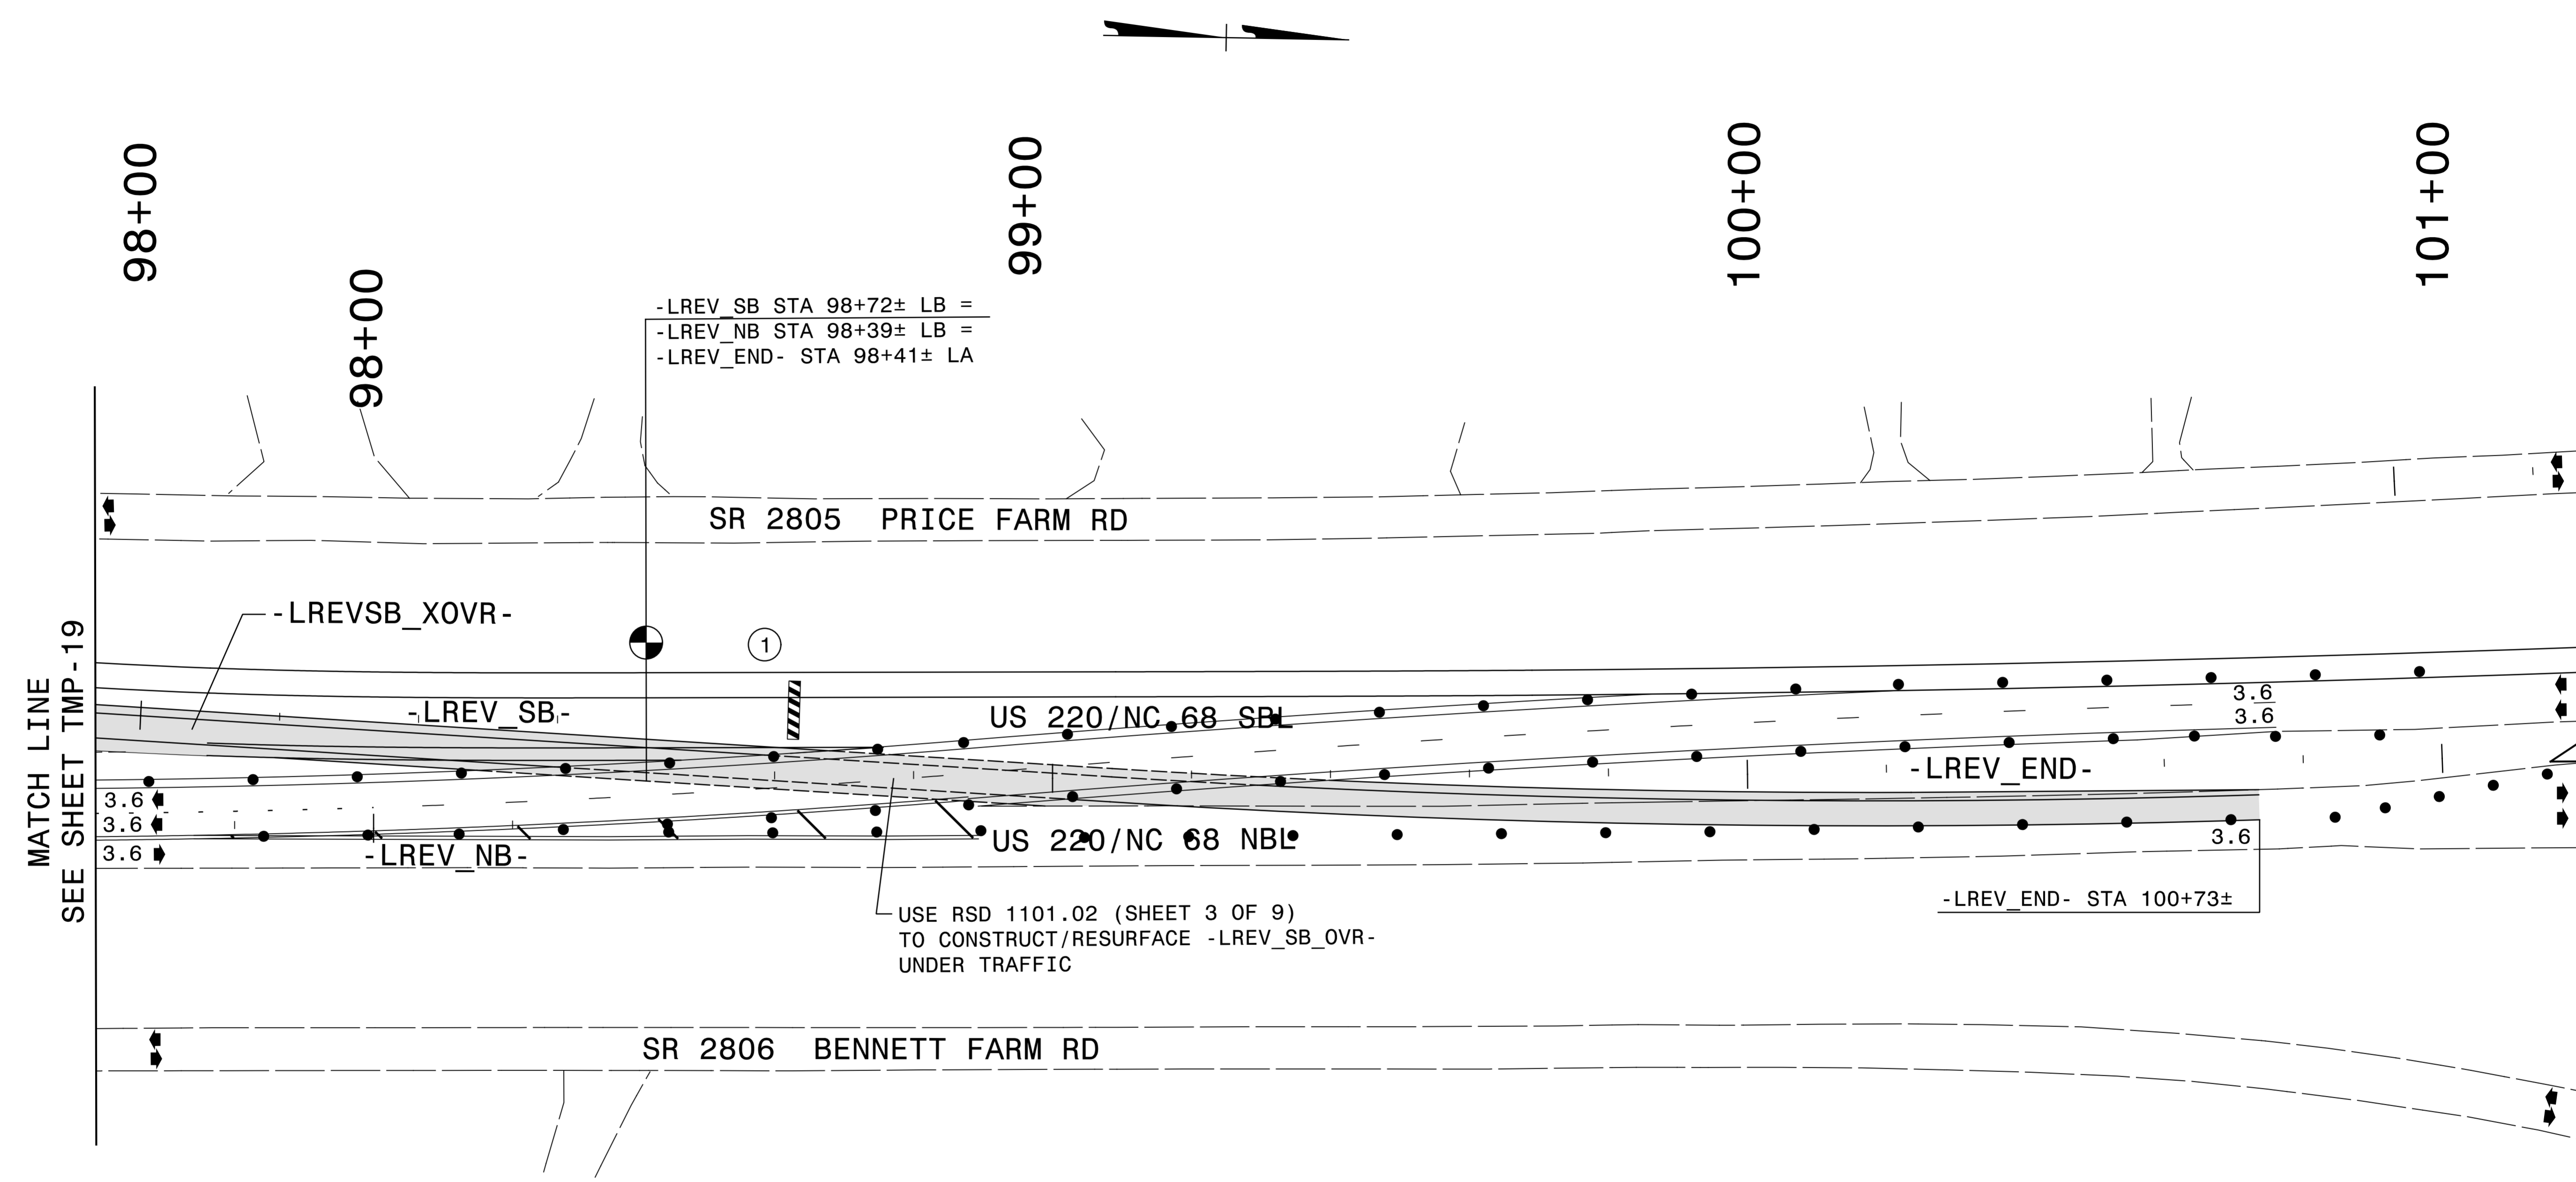 98+00
99+00
100+00
101+00
98+00
-LREV_SB STA 98+72± LB =
-LREV_NB STA 98+39± LB =
-LREV_END- STA 98+41± LA
SR 2805 PRICE FARM RD
-LREVSB_XOVR-
1
MATCH LINE
SEE SHEET TMP-19
-LREV_SB-
US 220/NC 68 SBL
3.6
3.6
-LREV_END-
3.6
3.6
3.6
-LREV_NB-
US 220/NC 68 NBL
3.6
-LREV_END- STA 100+73±
USE RSD 1101.02 (SHEET 3 OF 9)
TO CONSTRUCT/RESURFACE -LREV_SB_OVR-
UNDER TRAFFIC
SR 2806 BENNETT FARM RD